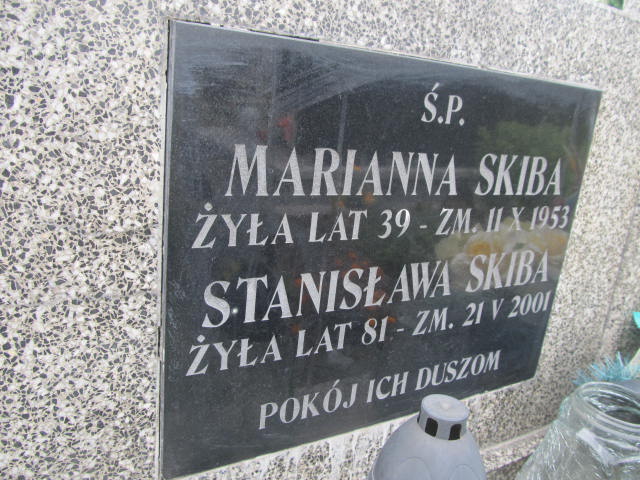 Ś.P.
MARIANNA SKIBA
ŻYŁA LAT 39 - ZM. 11 X 1953
STANISŁAWA SKIBA
ŻYŁA LAT 81 - ZM. 21 V 2001
POKÓJ ICH DUSZOM